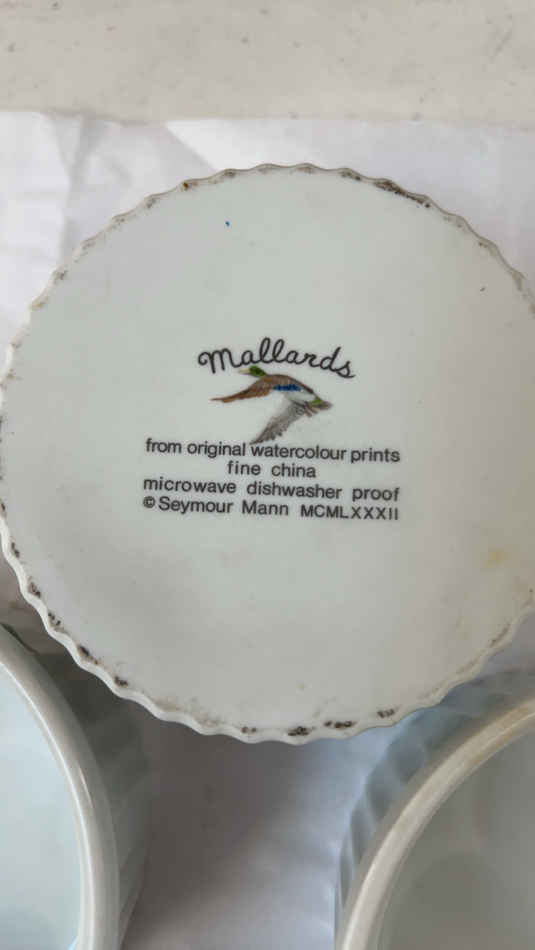 Mallards
from original watercolour prints
fine china
microwave dishwasher proof
© Seymour Mann MCMLXXXII